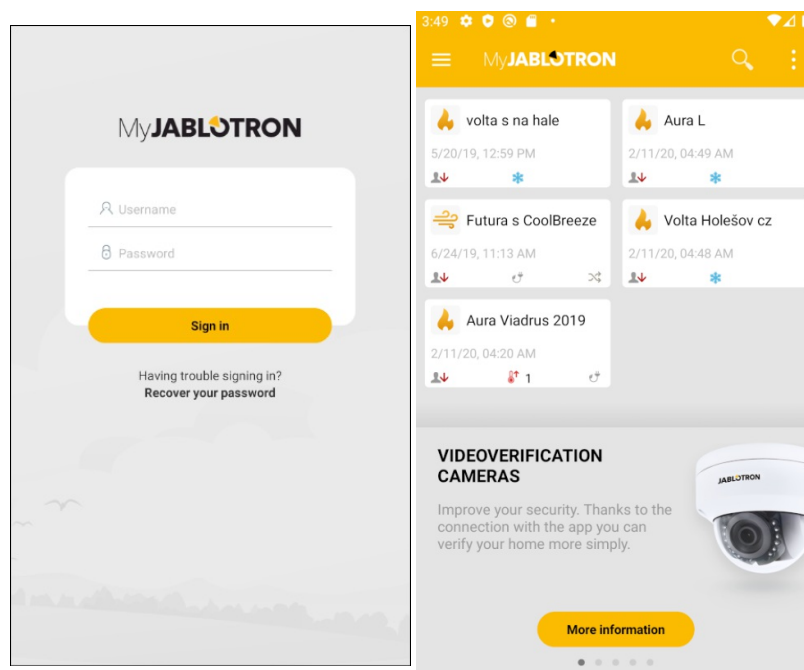 MyJABLOTRON
Username
Password
Sign in
Having trouble signing in?
Recover your password
3:49
MyJABLOTRON
volta s na hale
5/20/19, 12:59 PM
Aura L
2/11/20, 04:49 AM
Futura s CoolBreeze
6/24/19, 11:13 AM
Volta Holešov cz
2/11/20, 04:48 AM
Aura Viadrus 2019
2/11/20, 04:20 AM
1
VIDEOVERIFICATION
CAMERAS
JABLOTRON
Improve your security. Thanks to the
connection with the app you can
verify your home more simply.
More information